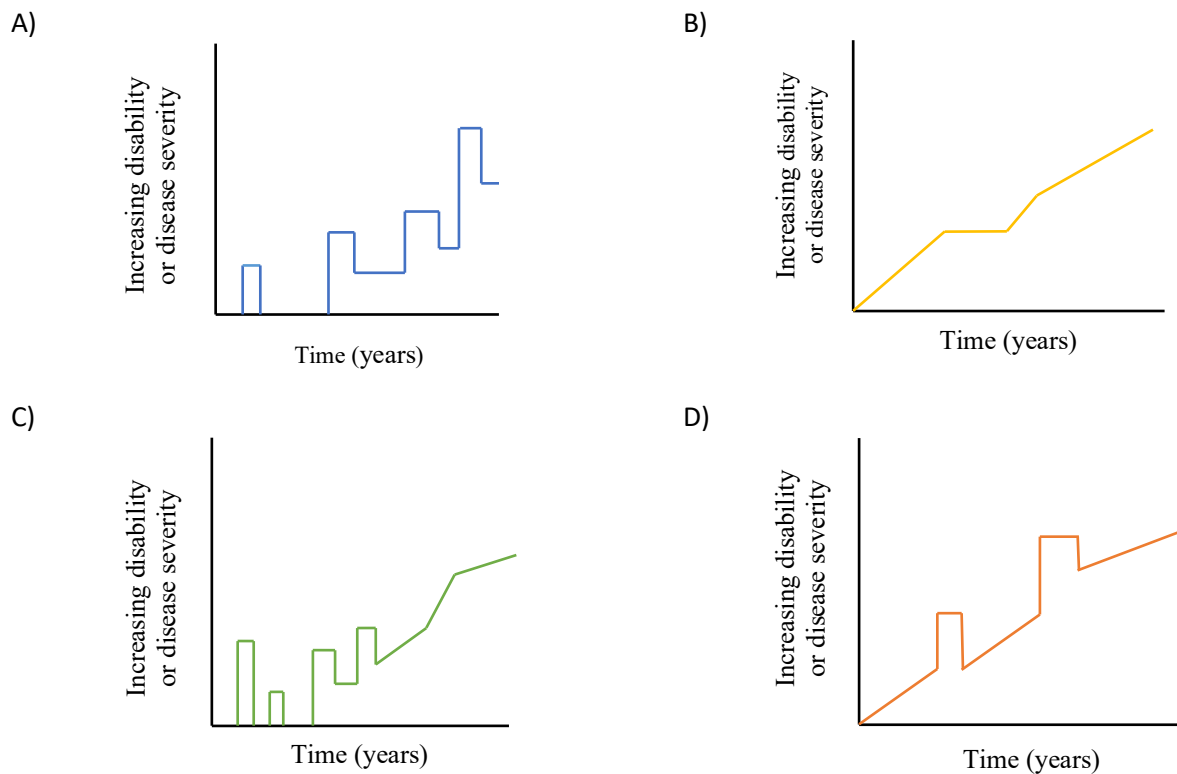 A)
Increasing disability
or disease severity
Time (years)
B)
Increasing disability
or disease severity
Time (years)
C)
Increasing disability
or disease severity
Time (years)
D)
Increasing disability
or disease severity
Time (years)